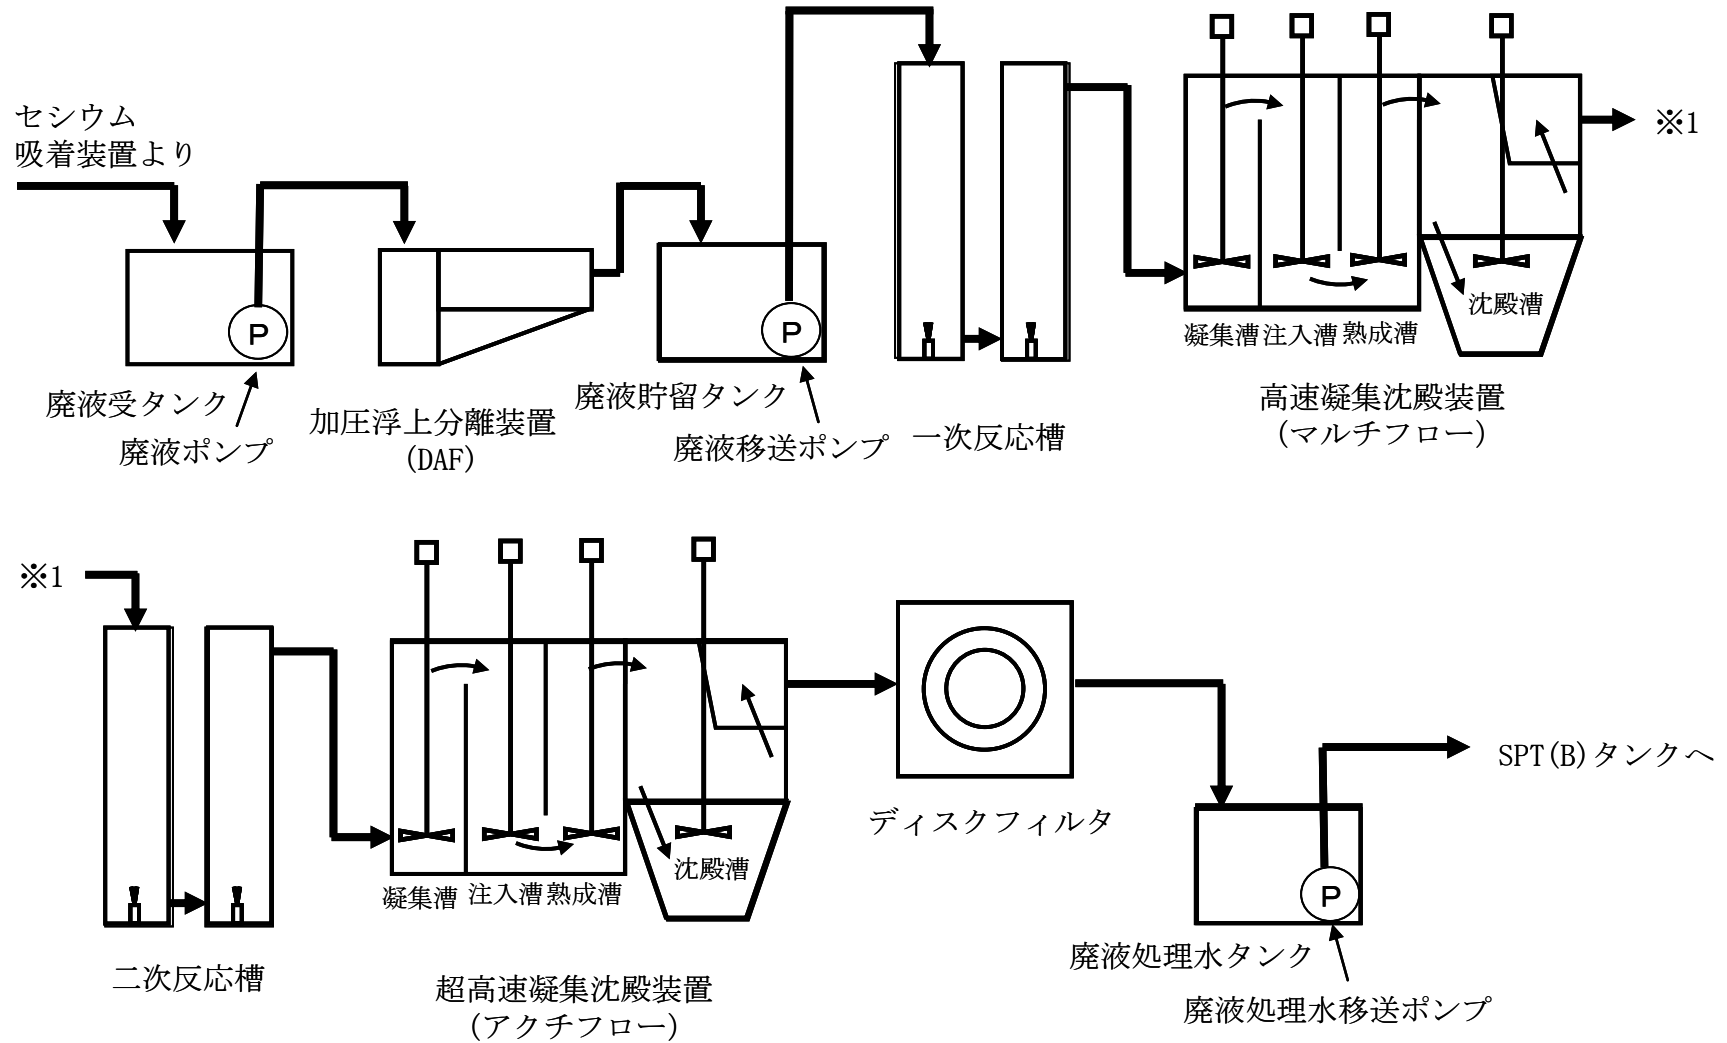 セシウム
吸着装置より
P
廃液受タンク
廃液ポンプ
加圧浮上分離装置
(DAF)
P
廃液貯留タンク
廃液移送ポンプ
一次反応槽
凝集槽
注入槽
熟成槽
沈殿槽
高速凝集沈殿装置
(マルチフロー)
※1
※1
二次反応槽
凝集槽
注入槽
熟成槽
沈殿槽
超高速凝集沈殿装置
(アクチフロー)
ディスクフィルタ
SPT(B)タンクへ
P
廃液処理水タンク
廃液処理水移送ポンプ